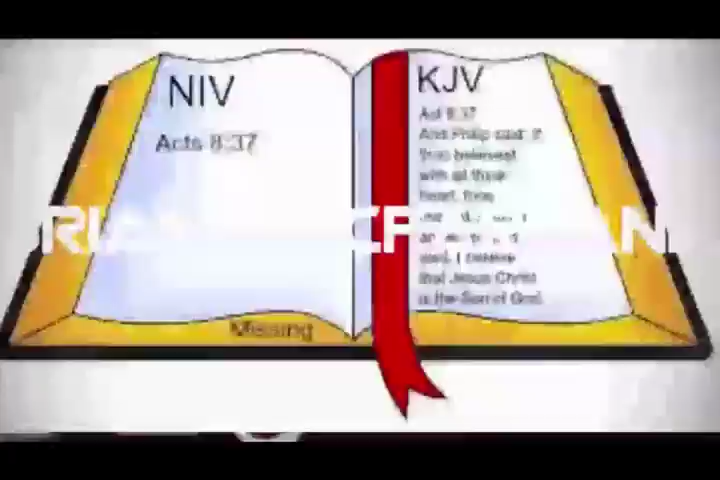 NIV
Acts 8:37
Missing
KJV
Act 8:37
And Philip said If
thou believest
with all thine
heart, thou
and, I believe
that Jesus Christ
is the Son of God.